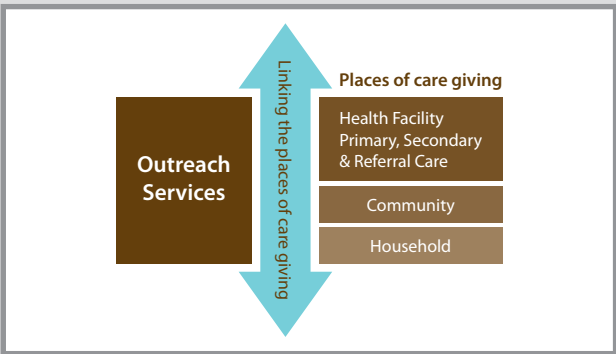 Outreach
Services
Linking the places of care giving
Places of care giving
Health Facility
Primary, Secondary
& Referral Care
Community
Household